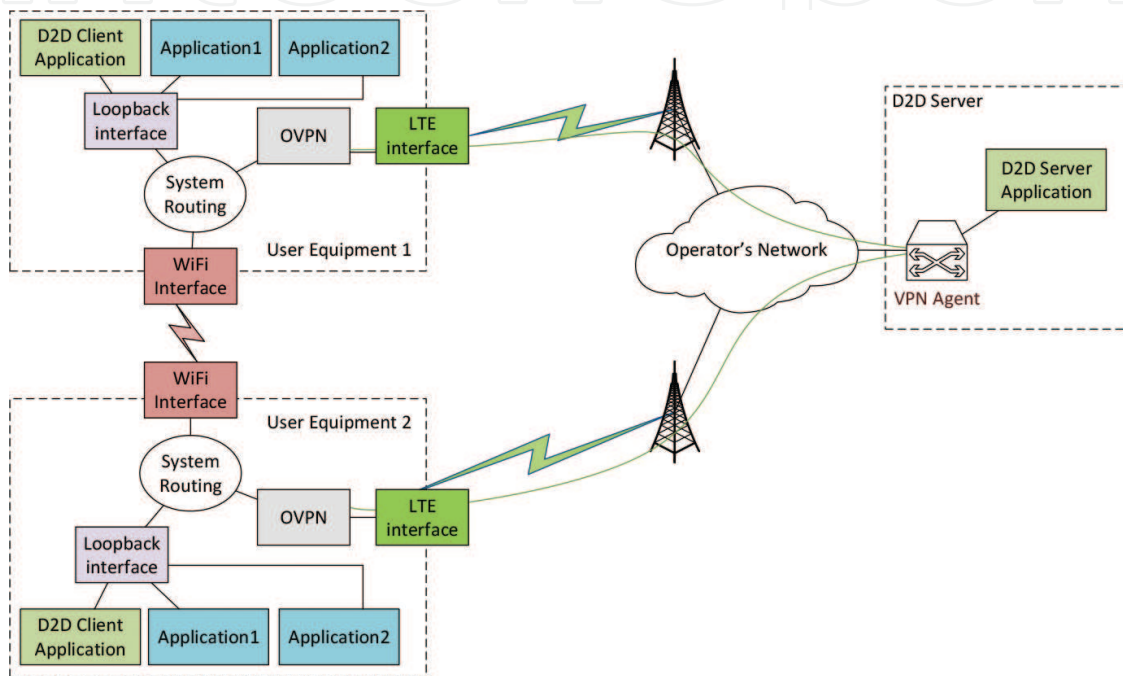 D2D Client
Application
Application1
Application2
Loopback
interface
OVPN
LTE
interface
System
Routing
User Equipment 1
WiFi
Interface
D2D Server
D2D Server
Application
Operator's Network
VPN Agent
WiFi
Interface
User Equipment 2
System
Routing
OVPN
LTE
interface
Loopback
interface
D2D Client
Application
Application1
Application2